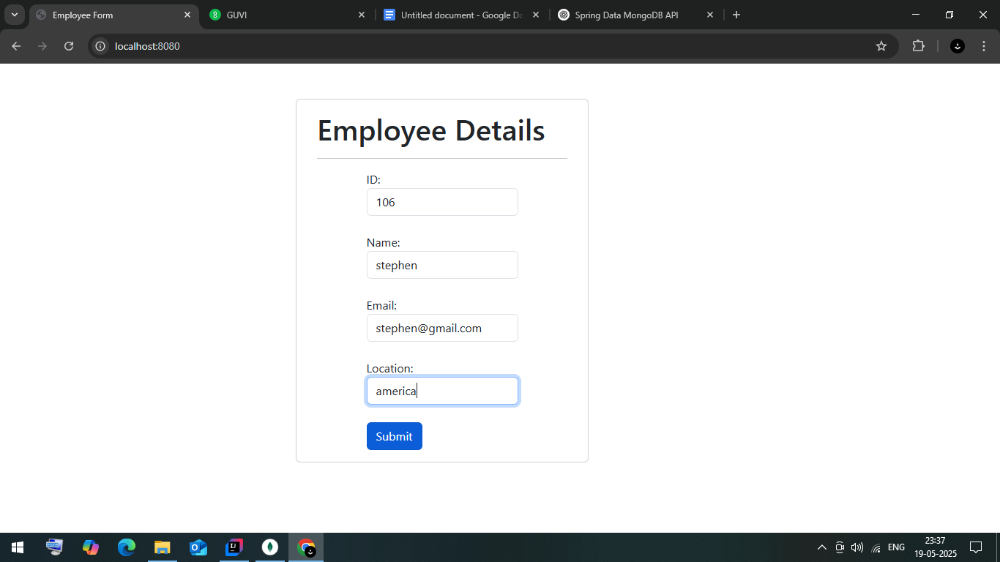 Employee Form
GUVI
Untitled document - Google Do
Spring Data MongoDB API
localhost:8080
Employee Details
ID:
106
Name:
stephen
Email:
stephen@gmail.com
Location:
america
Submit
ENG
23:37
19-05-2025